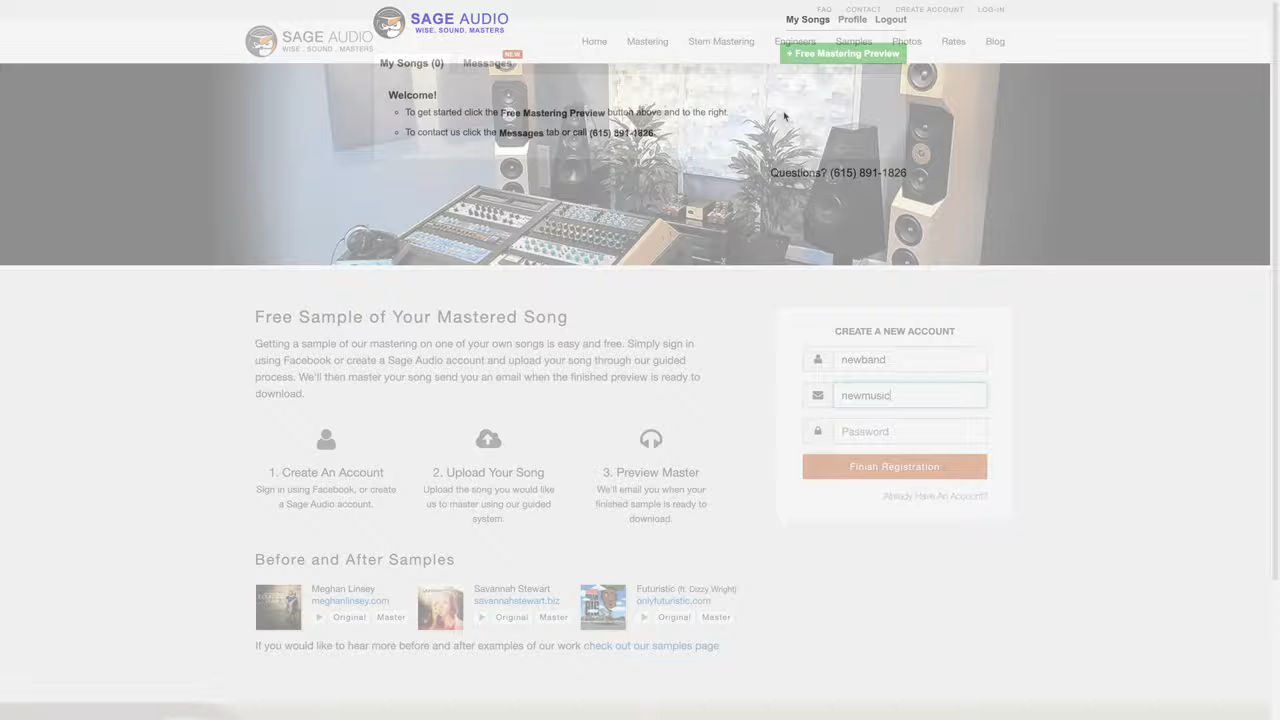 FAQ CONTACT CREATE ACCOUNT LOG-IN
SAGE AUDIO
WISE. SOUND. MASTERS
My Songs Profile Logout
SAGE AUDIO
WISE . SOUND . MASTERS
Home Mastering Stem Mastering Engineers Samples Photos Rates Blog
+ Free Mastering Preview
NEW
My Songs (0) Messages
Welcome!
To get started click the Free Mastering Preview button above and to the right.
To contact us click the Messages tab or call (615) 891-1826.
Questions? (615) 891-1826
Free Sample of Your Mastered Song
Getting a sample of our mastering on one of your own songs is easy and free. Simply sign in
using Facebook or create a Sage Audio account and upload your song through our guided
process. We'll then master your song send you an email when the finished preview is ready to
download.
1. Create An Account
Sign in using Facebook, or create
a Sage Audio account.
2. Upload Your Song
Upload the song you would like
us to master using our guided
system.
3. Preview Master
We'll email you when your
finished sample is ready to
download.
CREATE A NEW ACCOUNT
newband
newmusic
Password
Finish Registration
Already Have An Account?
Before and After Samples
Meghan Linsey
meghanlinsey.com
Original Master
Savannah Stewart
savannahstewart.biz
Original Master
Futuristic (ft. Dizzy Wright)
onlyfuturistic.com
Original Master
If you would like to hear more before and after examples of our work check out our samples page